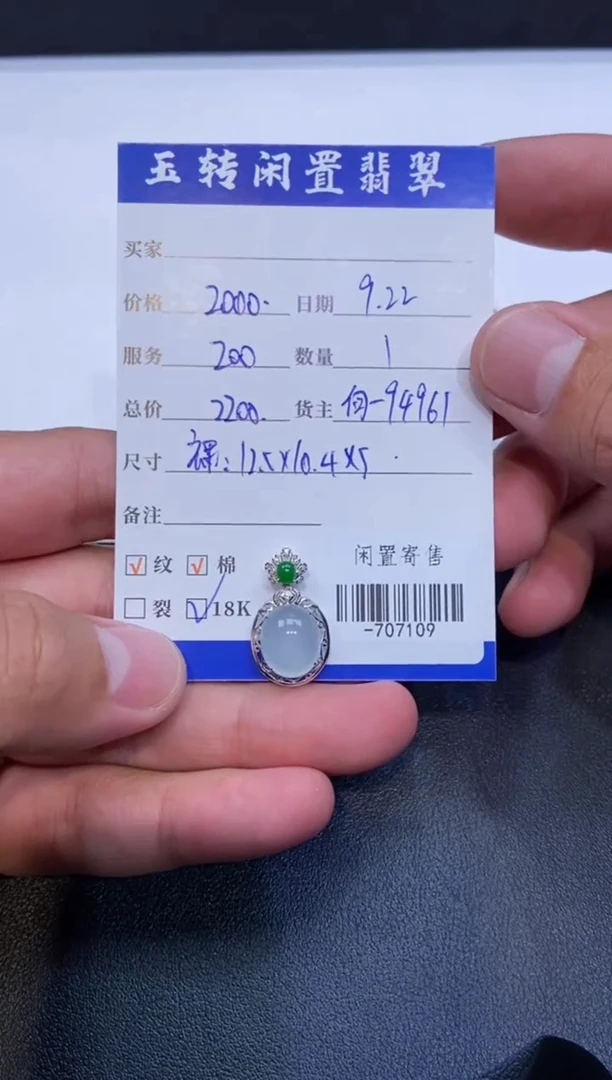 玉转闲置翡翠
买家
价格 2000. 日期 9.22
服务 200 数量 1
总价 2200. 货主 何-94961
尺寸 裸:12.5X10.4X5
备注
纹 棉 闲置寄售
裂 18K
-707109